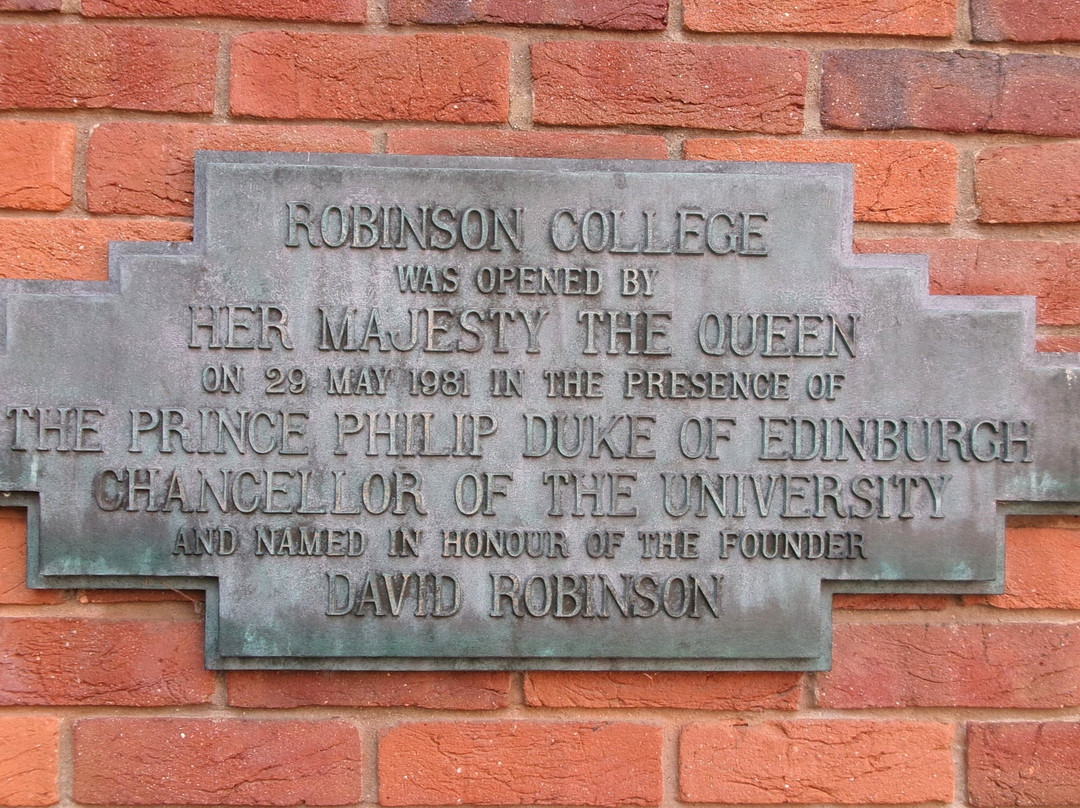 ROBINSON COLLEGE
WAS OPENED BY
HER MAJESTY THE QUEEN
ON 29 MAY 1981 IN THE PRESENCE OF
THE PRINCE PHILIP DUKE OF EDINBURGH
CHANCELLOR OF THE UNIVERSITY
AND NAMED IN HONOUR OF THE FOUNDER
DAVID ROBINSON